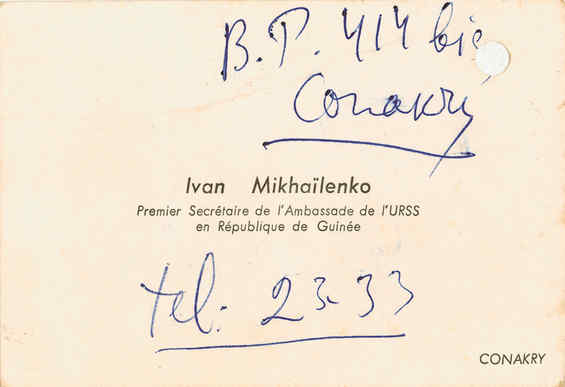 B.P. 414 bis
Conakry
Ivan Mikhaïlenko
Premier Secrétaire de l'Ambassade de l'URSS
en République de Guinée
tel. 23-33
CONAKRY